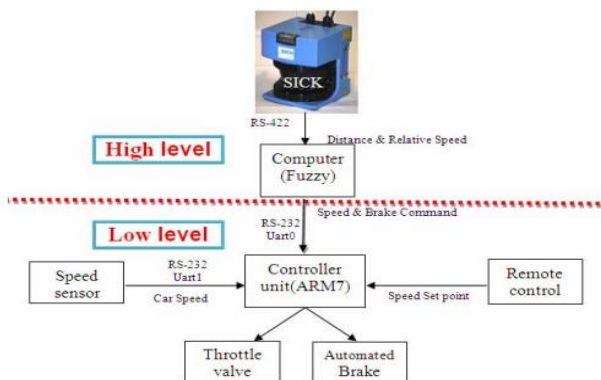 SICK
RS-422
Distance & Relative Speed
High level
Computer
(Fuzzy)
Speed & Brake Command
RS-232
Uart0
Low level
RS-232
Uart1
Speed
sensor
Car Speed
Controller
unit(ARM7)
Speed Set point
Remote
control
Throttle
valve
Automated
Brake